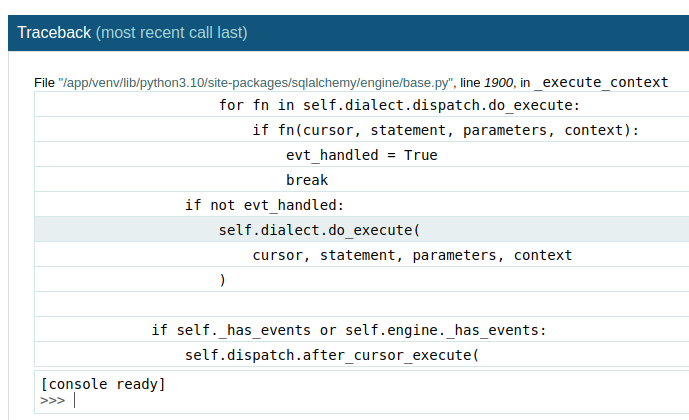 Traceback (most recent call last)
File "/app/venv/lib/python3.10/site-packages/sqlalchemy/engine/base.py", line 1900, in _execute_context
for fn in self.dialect.dispatch.do_execute:
if fn(cursor, statement, parameters, context):
evt_handled = True
break
if not evt_handled:
self.dialect.do_execute(
cursor, statement, parameters, context
)
if self._has_events or self.engine._has_events:
self.dispatch.after_cursor_execute(
[console ready]
>>>